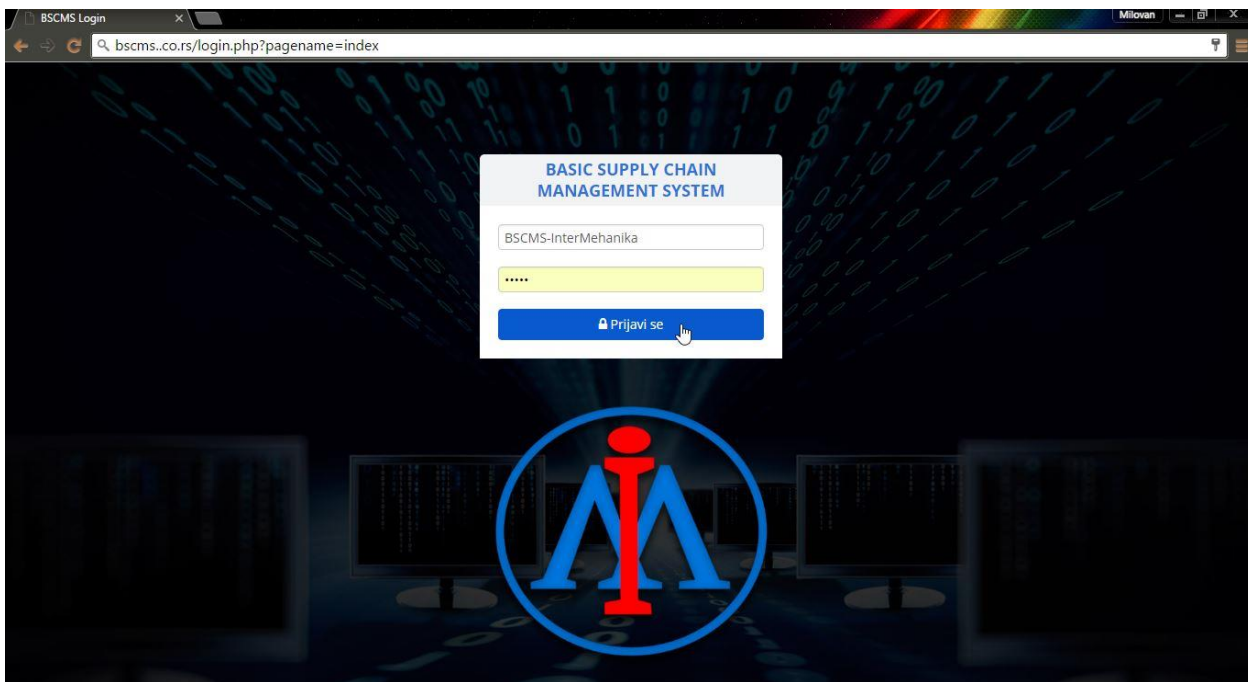 BSCMS Login
Milovan
bscms..co.rs/login.php?pagename=index
BASIC SUPPLY CHAIN
MANAGEMENT SYSTEM
BSCMS-InterMehanika
•••••
Prijavi se